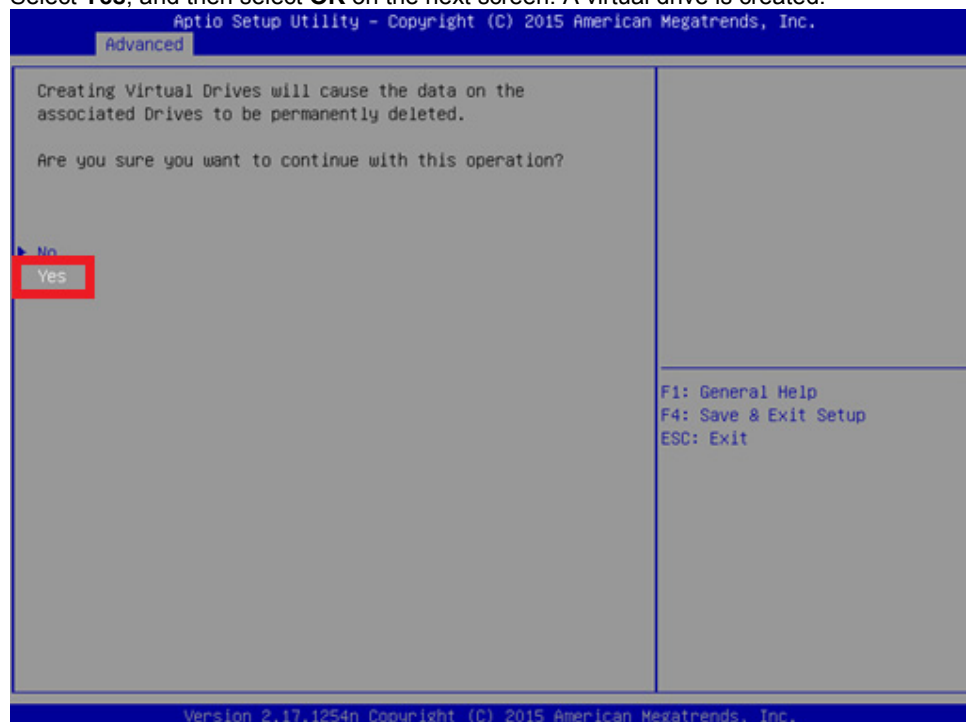 Select Yes, and then select OK on the next screen. A virtual drive is created.
Aptio Setup Utility – Copyright (C) 2015 American Megatrends, Inc.
Advanced
Creating Virtual Drives will cause the data on the
associated Drives to be permanently deleted.
Are you sure you want to continue with this operation?
▶ No
Yes
F1: General Help
F4: Save & Exit Setup
ESC: Exit
Version 2.17.1254n Copyright (C) 2015 American Megatrends, Inc.